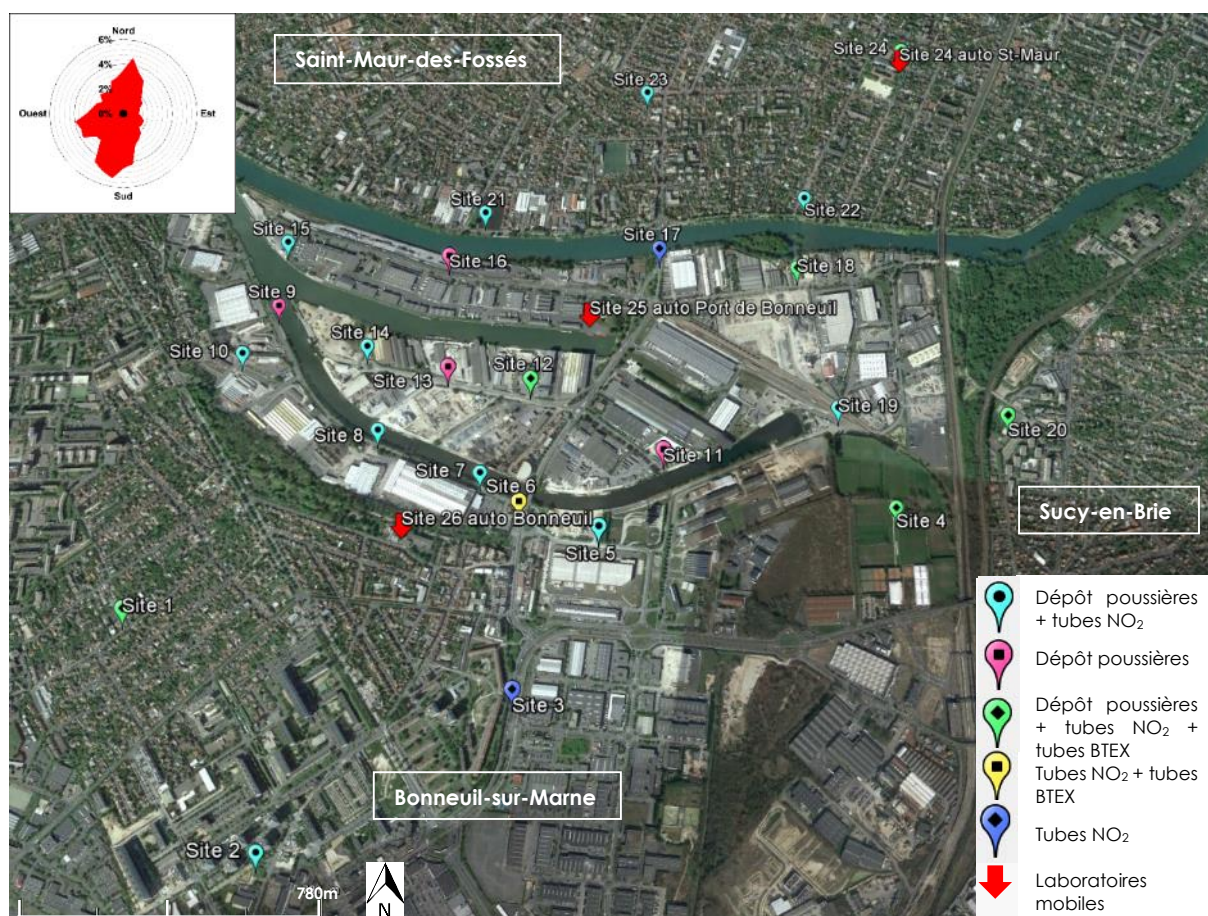 Nord
6%
4%
2%
0%
Ouest
Est
Sud
Saint-Maur-des-Fossés
Site 24
Site 24 auto St-Maur
Site 23
Site 22
Site 21
Site 15
Site 17
Site 16
Site 18
Site 9
Site 25 auto Port de Bonneuil
Site 14
Site 10
Site 12
Site 13
Site 19
Site 20
Site 8
Site 11
Site 7
Site 6
Site 26 auto Bonneuil
Site 4
Sucy-en-Brie
Site 5
Site 1
Site 3
Bonneuil-sur-Marne
Site 2
780m
N
Dépôt poussières
+ tubes NO₂
Dépôt poussières
Dépôt poussières
+ tubes NO₂ +
tubes BTEX
Tubes NO₂ + tubes
BTEX
Tubes NO₂
Laboratoires
mobiles